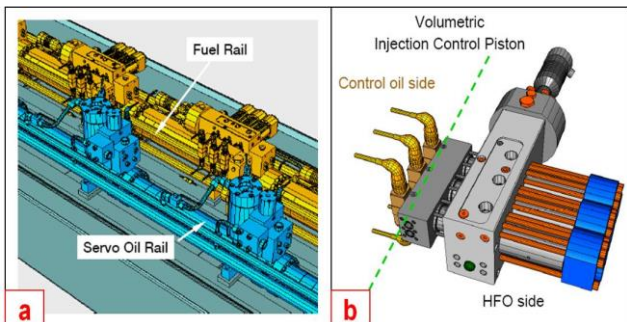 Fuel Rail
Servo Oil Rail
a
Volumetric
Injection Control Piston
Control oil side
HFO side
b